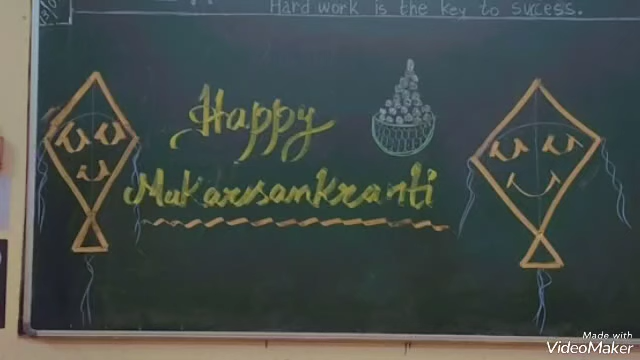 Hard work is the key to success.
Happy
Makarsankranti
Made with
VideoMaker